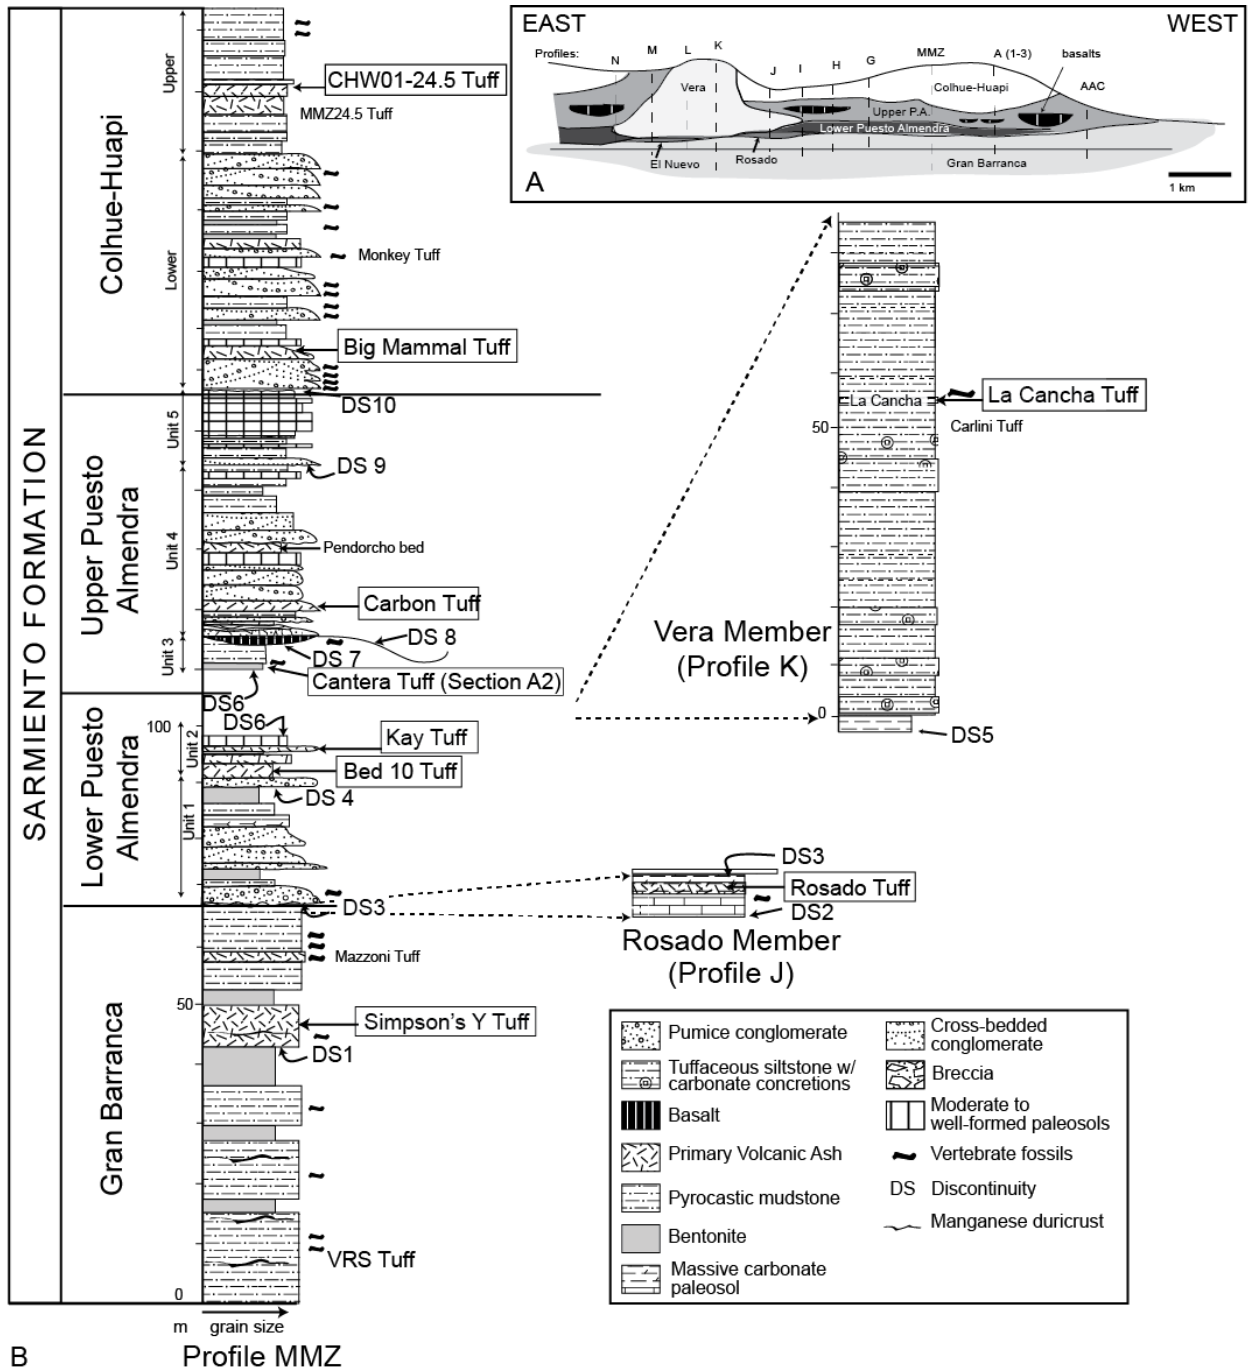 EAST
WEST
Profiles:
N
M
L
K
J
I
H
G
MMZ
A (1-3)
basalts
AAC
Vera
Colhue-Huapi
Upper P.A.
Lower Puesto Almendra
El Nuevo
Rosado
Gran Barranca
A
1 km
SARMIENTO FORMATION
Colhue-Huapi
Upper
Lower
CHW01-24.5 Tuff
MMZ24.5 Tuff
Monkey Tuff
Big Mammal Tuff
DS10
Upper Puesto
Almendra
Unit 5
Unit 4
Unit 3
DS 9
Pendorcho bed
Carbon Tuff
DS 8
DS 7
Cantera Tuff (Section A2)
DS6
DS6
Lower Puesto
Almendra
100
Unit 2
Unit 1
Kay Tuff
Bed 10 Tuff
DS 4
DS3
Gran Barranca
Mazzoni Tuff
50
Simpson's Y Tuff
DS1
VRS Tuff
0
m
grain size
B
Profile MMZ
La Cancha
La Cancha Tuff
Carlini Tuff
50
Vera Member
(Profile K)
0
DS5
DS3
Rosado Tuff
DS2
Rosado Member
(Profile J)
Pumice conglomerate
Tuffaceous siltstone w/
carbonate concretions
Basalt
Primary Volcanic Ash
Pyrocastic mudstone
Bentonite
Massive carbonate
paleosol
Cross-bedded
conglomerate
Breccia
Moderate to
well-formed paleosols
Vertebrate fossils
DS Discontinuity
Manganese duricrust